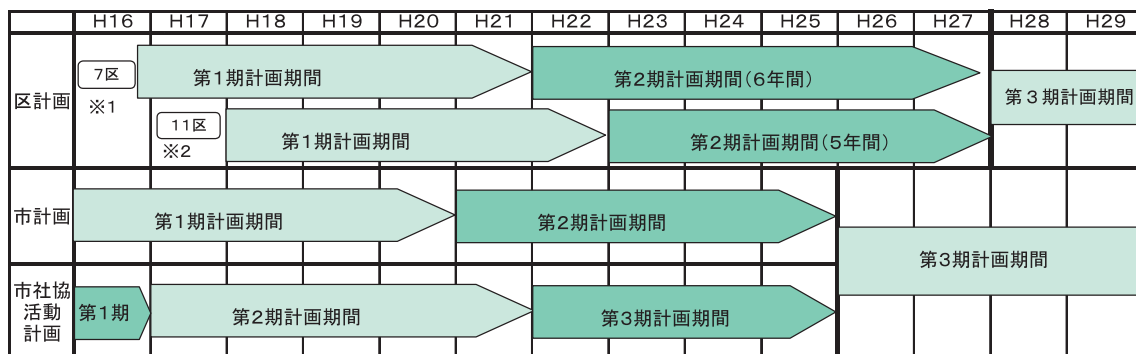 H16 H17 H18 H19 H20 H21 H22 H23 H24 H25 H26 H27 H28 H29
区計画
7区
※1
第1期計画期間
第2期計画期間(6年間)
第3期計画期間
11区
※2
第1期計画期間
第2期計画期間(5年間)
市計画
第1期計画期間
第2期計画期間
第3期計画期間
市社協
活動
計画
第1期
第2期計画期間
第3期計画期間